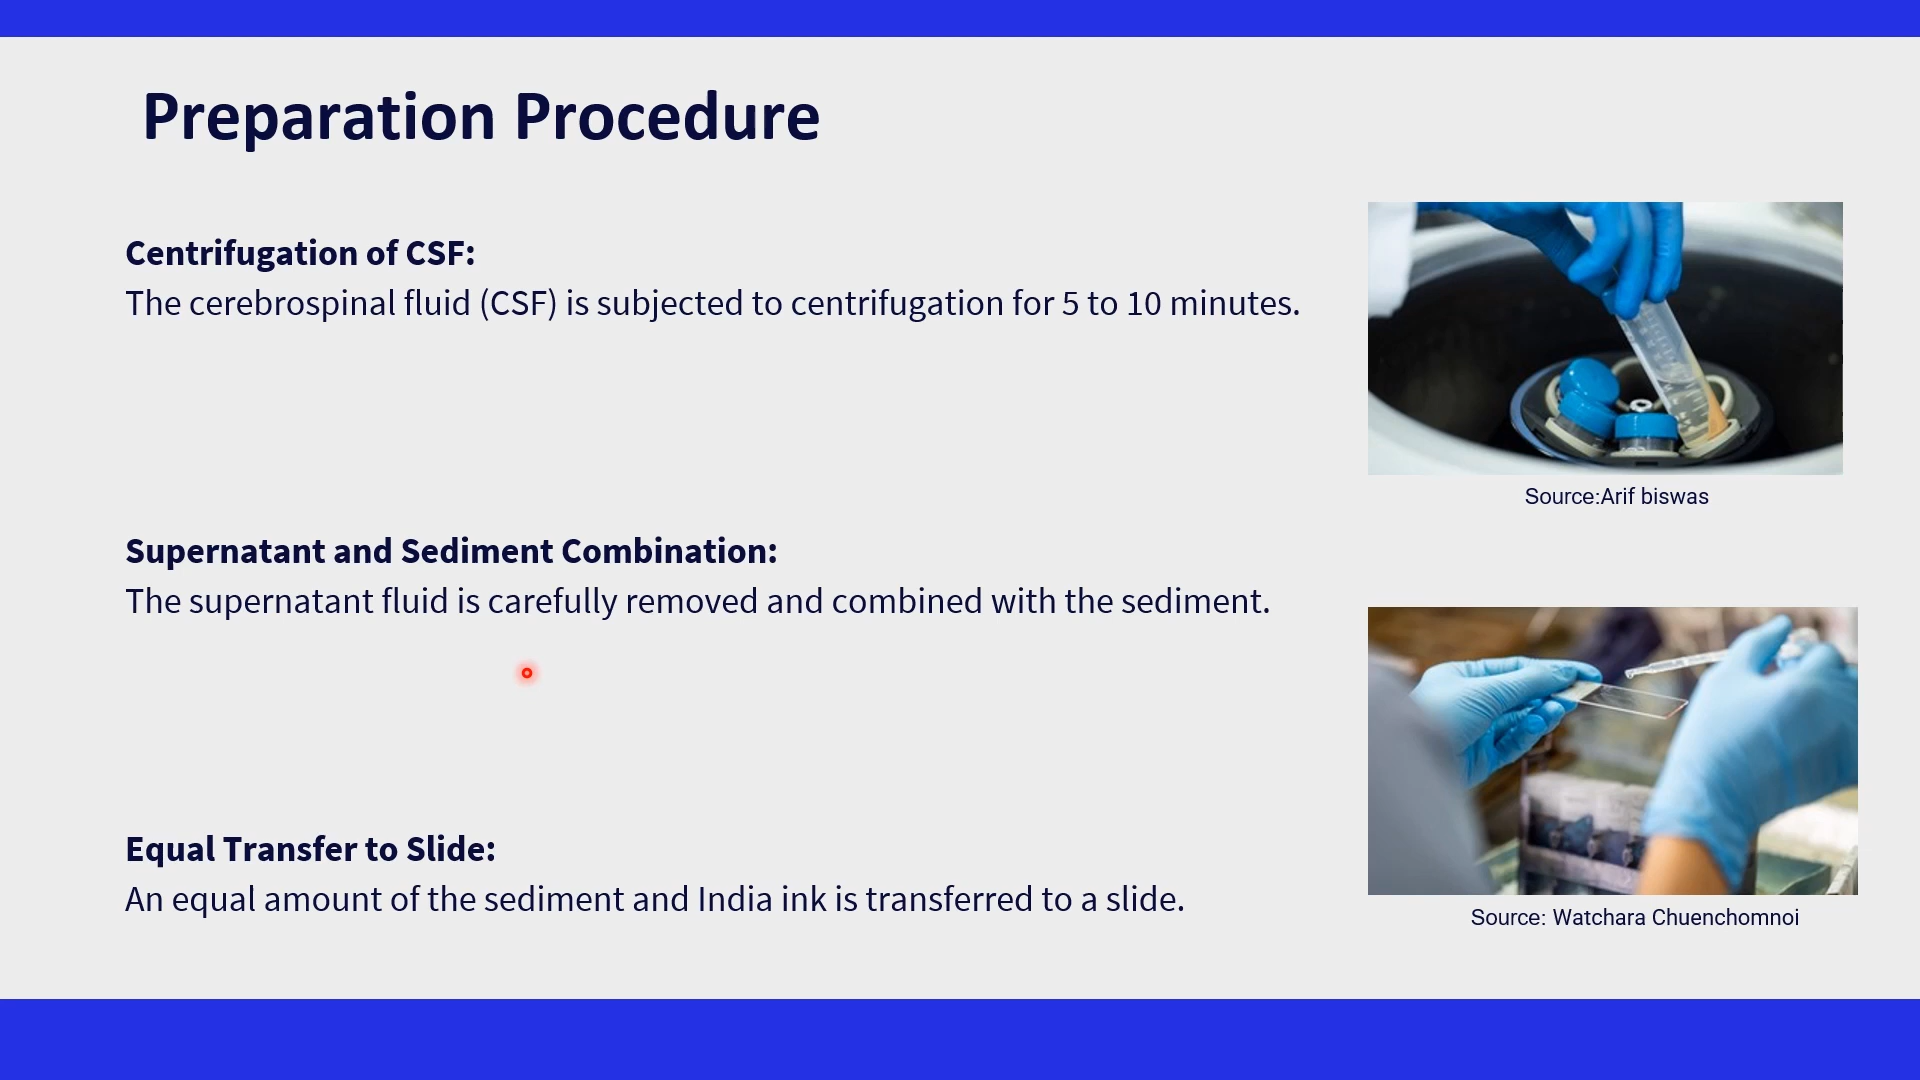 Preparation Procedure
Centrifugation of CSF:
The cerebrospinal fluid (CSF) is subjected to centrifugation for 5 to 10 minutes.
Source:Arif biswas
Supernatant and Sediment Combination:
The supernatant fluid is carefully removed and combined with the sediment.
Equal Transfer to Slide:
An equal amount of the sediment and India ink is transferred to a slide.
Source: Watchara Chuenchomnoi